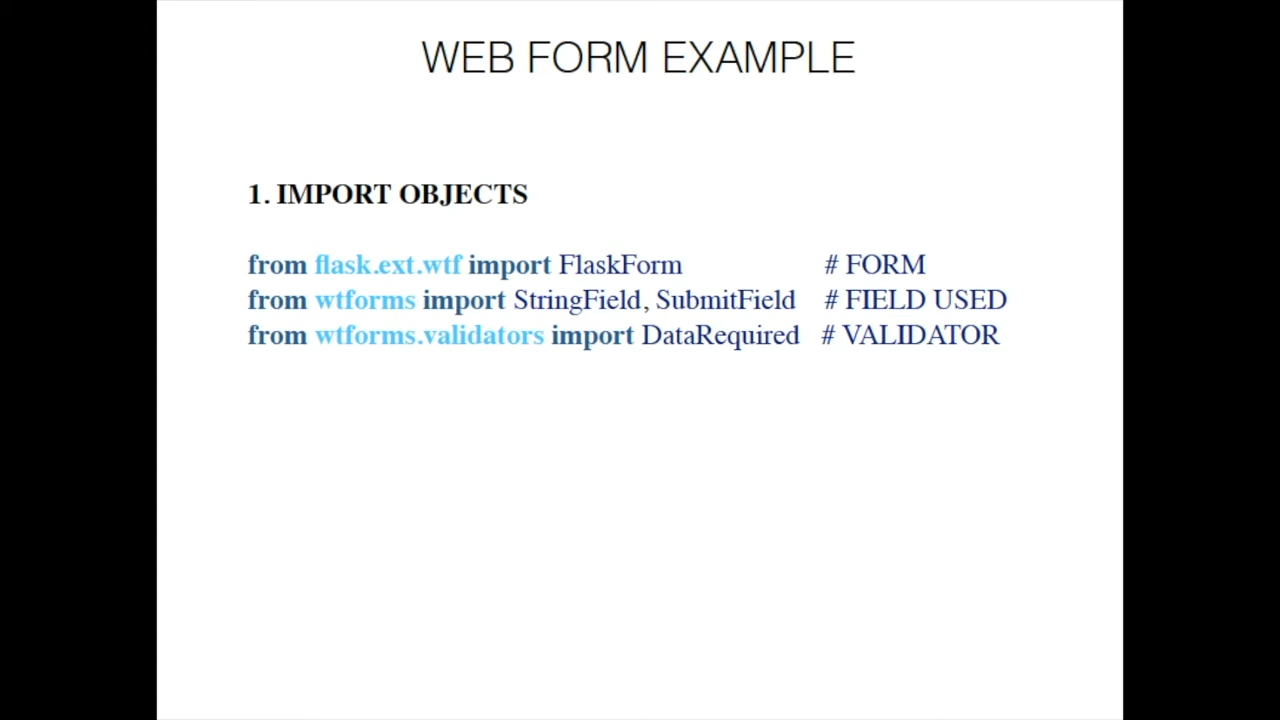 WEB FORM EXAMPLE
1. IMPORT OBJECTS
from flask.ext.wtf import FlaskForm # FORM
from wtforms import StringField, SubmitField # FIELD USED
from wtforms.validators import DataRequired # VALIDATOR